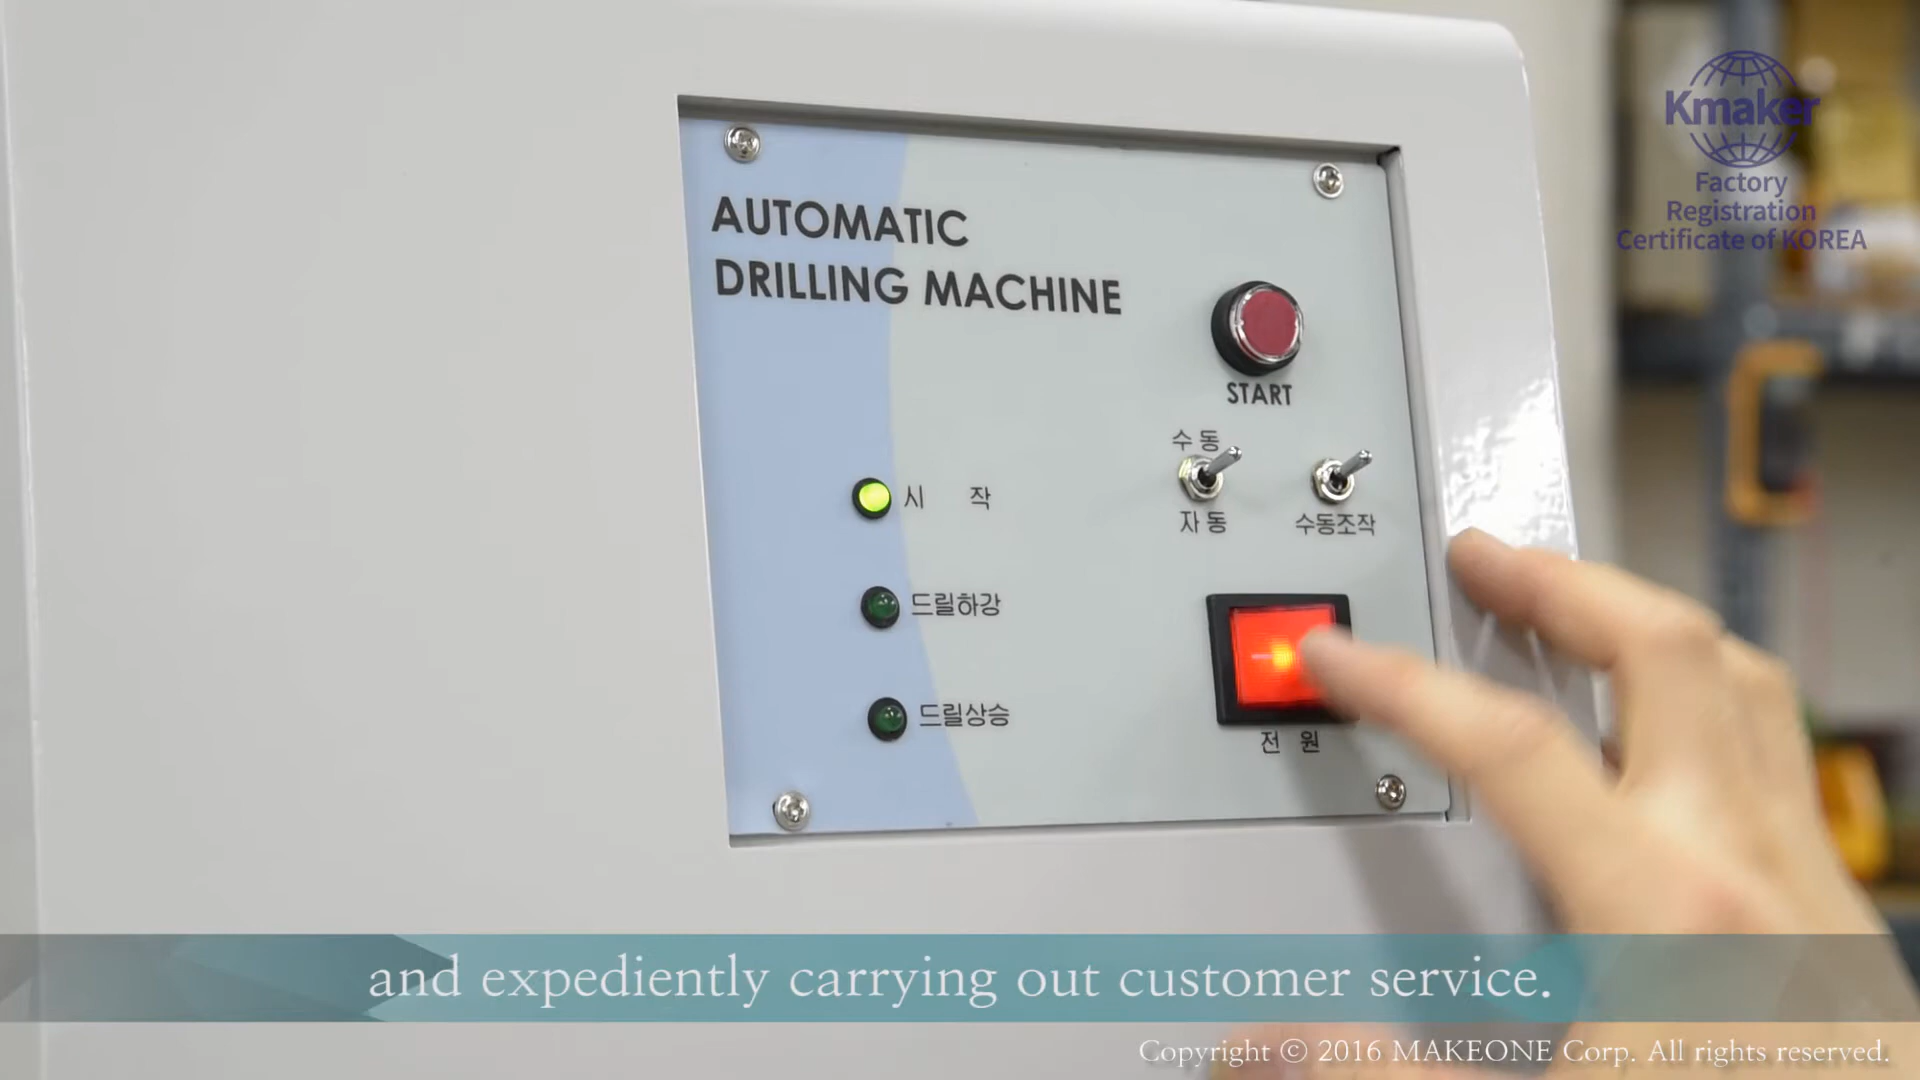 Kmaker
Factory
Registration
Certificate of KOREA
AUTOMATIC
DRILLING MACHINE
START
수동
자동
수동조작
시 작
드릴하강
드릴상승
전 원
and expediently carrying out customer service.
Copyright © 2016 MAKEONE Corp. All rights reserved.